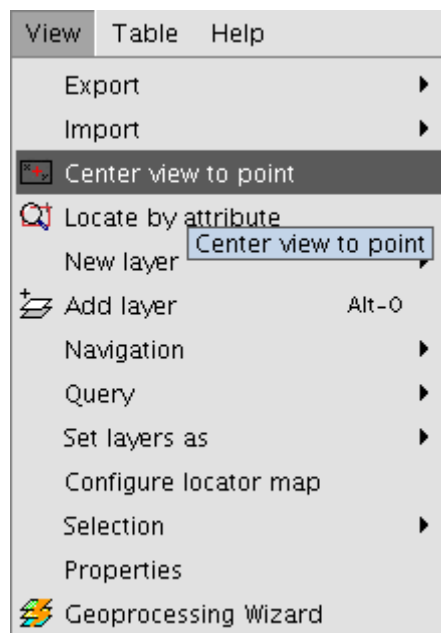 View Table Help
Export
Import
Center view to point
Locate by attribute
Center view to point
New layer
Add layer Alt-O
Navigation
Query
Set layers as
Configure locator map
Selection
Properties
Geoprocessing Wizard